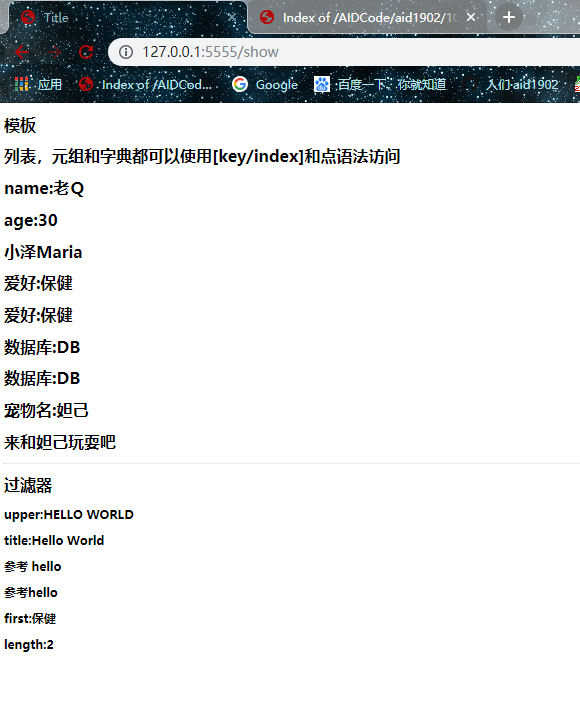 Title
Index of /AIDCode/aid1902/
127.0.0.1:5555/show
应用 Index of /AIDCod... Google 百度一下，你就知道 人们·aid1902
模板
列表，元组和字典都可以使用[key/index]和点语法访问
name:老Q
age:30
小泽Maria
爱好:保健
爱好:保健
数据库:DB
数据库:DB
宠物名:妲己
来和妲己玩耍吧
过滤器
upper:HELLO WORLD
title:Hello World
参考 hello
参考hello
first:保健
length:2